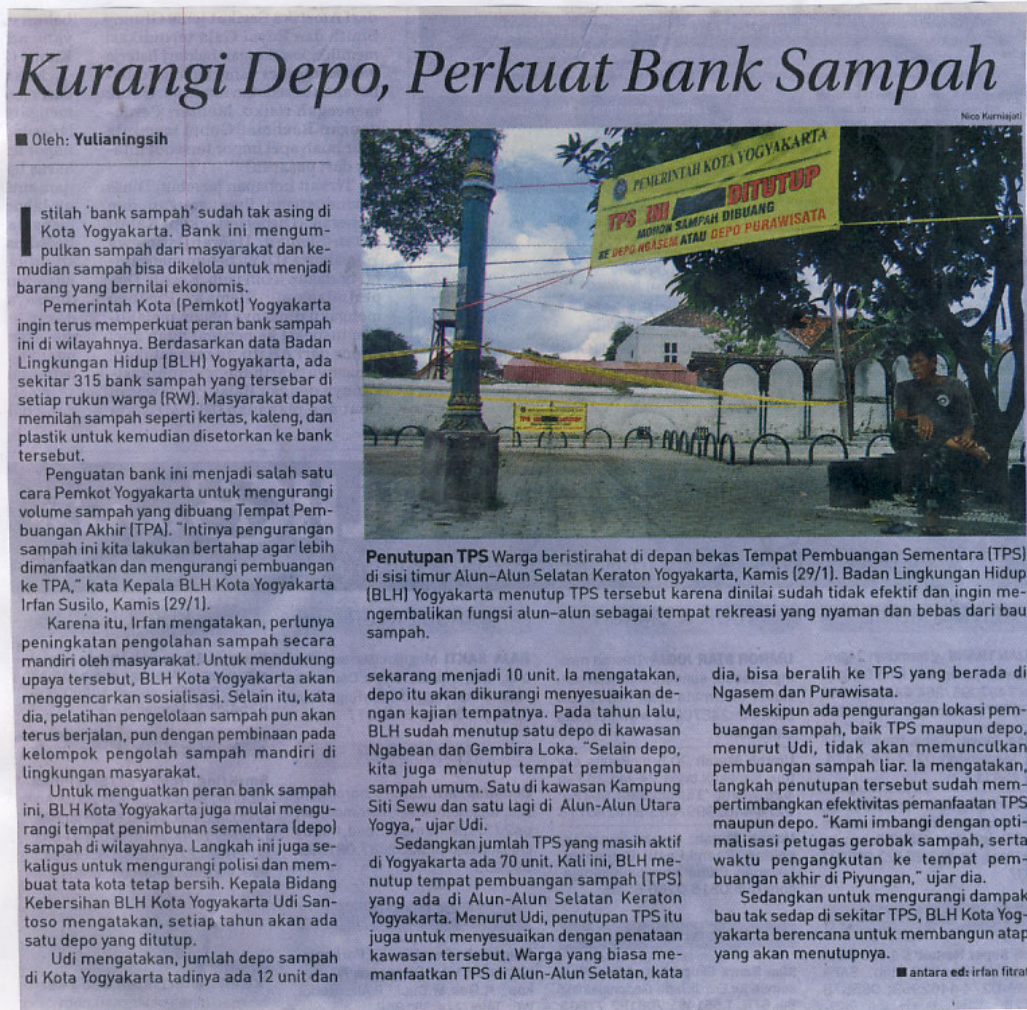 Kurangi Depo, Perkuat Bank Sampah
Nico Kurniajati
Oleh: Yulianingsih
Istilah 'bank sampah' sudah tak asing di
Kota Yogyakarta. Bank ini mengum-
pulkan sampah dari masyarakat dan ke-
mudian sampah bisa dikelola untuk menjadi
barang yang bernilai ekonomis.
Pemerintah Kota (Pemkot) Yogyakarta
ingin terus memperkuat peran bank sampah
ini di wilayahnya. Berdasarkan data Badan
Lingkungan Hidup (BLH) Yogyakarta, ada
sekitar 315 bank sampah yang tersebar di
setiap rukun warga (RW). Masyarakat dapat
memilah sampah seperti kertas, kaleng, dan
plastik untuk kemudian disetorkan ke bank
tersebut.
Penguatan bank ini menjadi salah satu
cara Pemkot Yogyakarta untuk mengurangi
volume sampah yang dibuang Tempat Pem-
buangan Akhir (TPA). "Intinya pengurangan
sampah ini kita lakukan bertahap agar lebih
dimanfaatkan dan mengurangi pembuangan
ke TPA," kata Kepala BLH Kota Yogyakarta
Irfan Susilo, Kamis (29/1).
Karena itu, Irfan mengatakan, perlunya
peningkatan pengolahan sampah secara
mandiri oleh masyarakat. Untuk mendukung
upaya tersebut, BLH Kota Yogyakarta akan
menggencarkan sosialisasi. Selain itu, kata
dia, pelatihan pengelolaan sampah pun akan
terus berjalan, pun dengan pembinaan pada
kelompok pengolah sampah mandiri di
lingkungan masyarakat.
Untuk menguatkan peran bank sampah
ini, BLH Kota Yogyakarta juga mulai mengu-
rangi tempat penimbunan sementara (depo)
sampah di wilayahnya. Langkah ini juga se-
kaligus untuk mengurangi polisi dan mem-
buat tata kota tetap bersih. Kepala Bidang
Kebersihan BLH Kota Yogyakarta Udi San-
toso mengatakan, setiap tahun akan ada
satu depo yang ditutup.
Udi mengatakan, jumlah depo sampah
di Kota Yogyakarta tadinya ada 12 unit dan
PEMERINTAH KOTA YOGYAKARTA
TPS INI DITUTUP
MOHON SAMPAH DIBUANG
KE DEPO NGASEM ATAU DEPO PURAWISATA
Penutupan TPS Warga beristirahat di depan bekas Tempat Pembuangan Sementara (TPS)
di sisi timur Alun-Alun Selatan Keraton Yogyakarta, Kamis (29/1). Badan Lingkungan Hidup
(BLH) Yogyakarta menutup TPS tersebut karena dinilai sudah tidak efektif dan ingin me-
ngembalikan fungsi alun-alun sebagai tempat rekreasi yang nyaman dan bebas dari bau
sampah.
sekarang menjadi 10 unit. Ia mengatakan,
depo itu akan dikurangi menyesuaikan de-
ngan kajian tempatnya. Pada tahun lalu,
BLH sudah menutup satu depo di kawasan
Ngabean dan Gembira Loka. "Selain depo,
kita juga menutup tempat pembuangan
sampah umum. Satu di kawasan Kampung
Siti Sewu dan satu lagi di Alun-Alun Utara
Yogya," ujar Udi.
Sedangkan jumlah TPS yang masih aktif
di Yogyakarta ada 70 unit. Kali ini, BLH me-
nutup tempat pembuangan sampah (TPS)
yang ada di Alun-Alun Selatan Keraton
Yogyakarta. Menurut Udi, penutupan TPS itu
juga untuk menyesuaikan dengan penataan
kawasan tersebut. Warga yang biasa me-
manfaatkan TPS di Alun-Alun Selatan, kata
dia, bisa beralih ke TPS yang berada di
Ngasem dan Purawisata.
Meskipun ada pengurangan lokasi pem-
buangan sampah, baik TPS maupun depo,
menurut Udi, tidak akan memunculkan
pembuangan sampah liar. Ia mengatakan,
langkah penutupan tersebut sudah mem-
pertimbangkan efektivitas pemanfaatan TPS
maupun depo. "Kami imbangi dengan opti-
malisasi petugas gerobak sampah, serta
waktu pengangkutan ke tempat pem-
buangan akhir di Piyungan," ujar dia.
Sedangkan untuk mengurangi dampak
bau tak sedap di sekitar TPS, BLH Kota Yog-
yakarta berencana untuk membangun atap
yang akan menutupnya.
antara ed: irfan fitrat